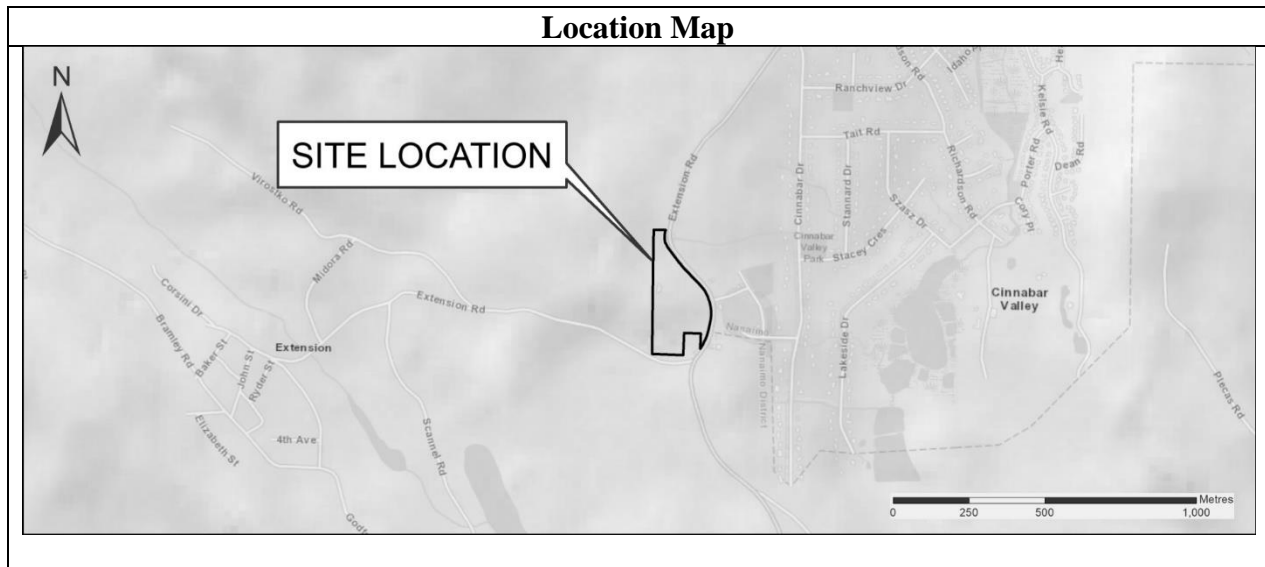 Location Map
N
SITE LOCATION
Ranchview Dr
Idaho Pl
Tait Rd
Kelsie Rd
Porter Rd
Dean Rd
Richardson Rd
Cory Pl
Extension Rd
Cinnabar Dr
Stannard Dr
Szasz Dr
Virostko Rd
Cinnabar
Valley
Park
Stacey Cres
Midora Rd
Corsini Dr
Extension Rd
Cinnabar
Valley
Bramley Rd
Baker St
John St
Ryder St
Extension
Nanaimo
Nanaimo District
Lakeside Dr
Plecas Rd
Elizabeth St
4th Ave
Scannel Rd
Metres
0 250 500 1,000